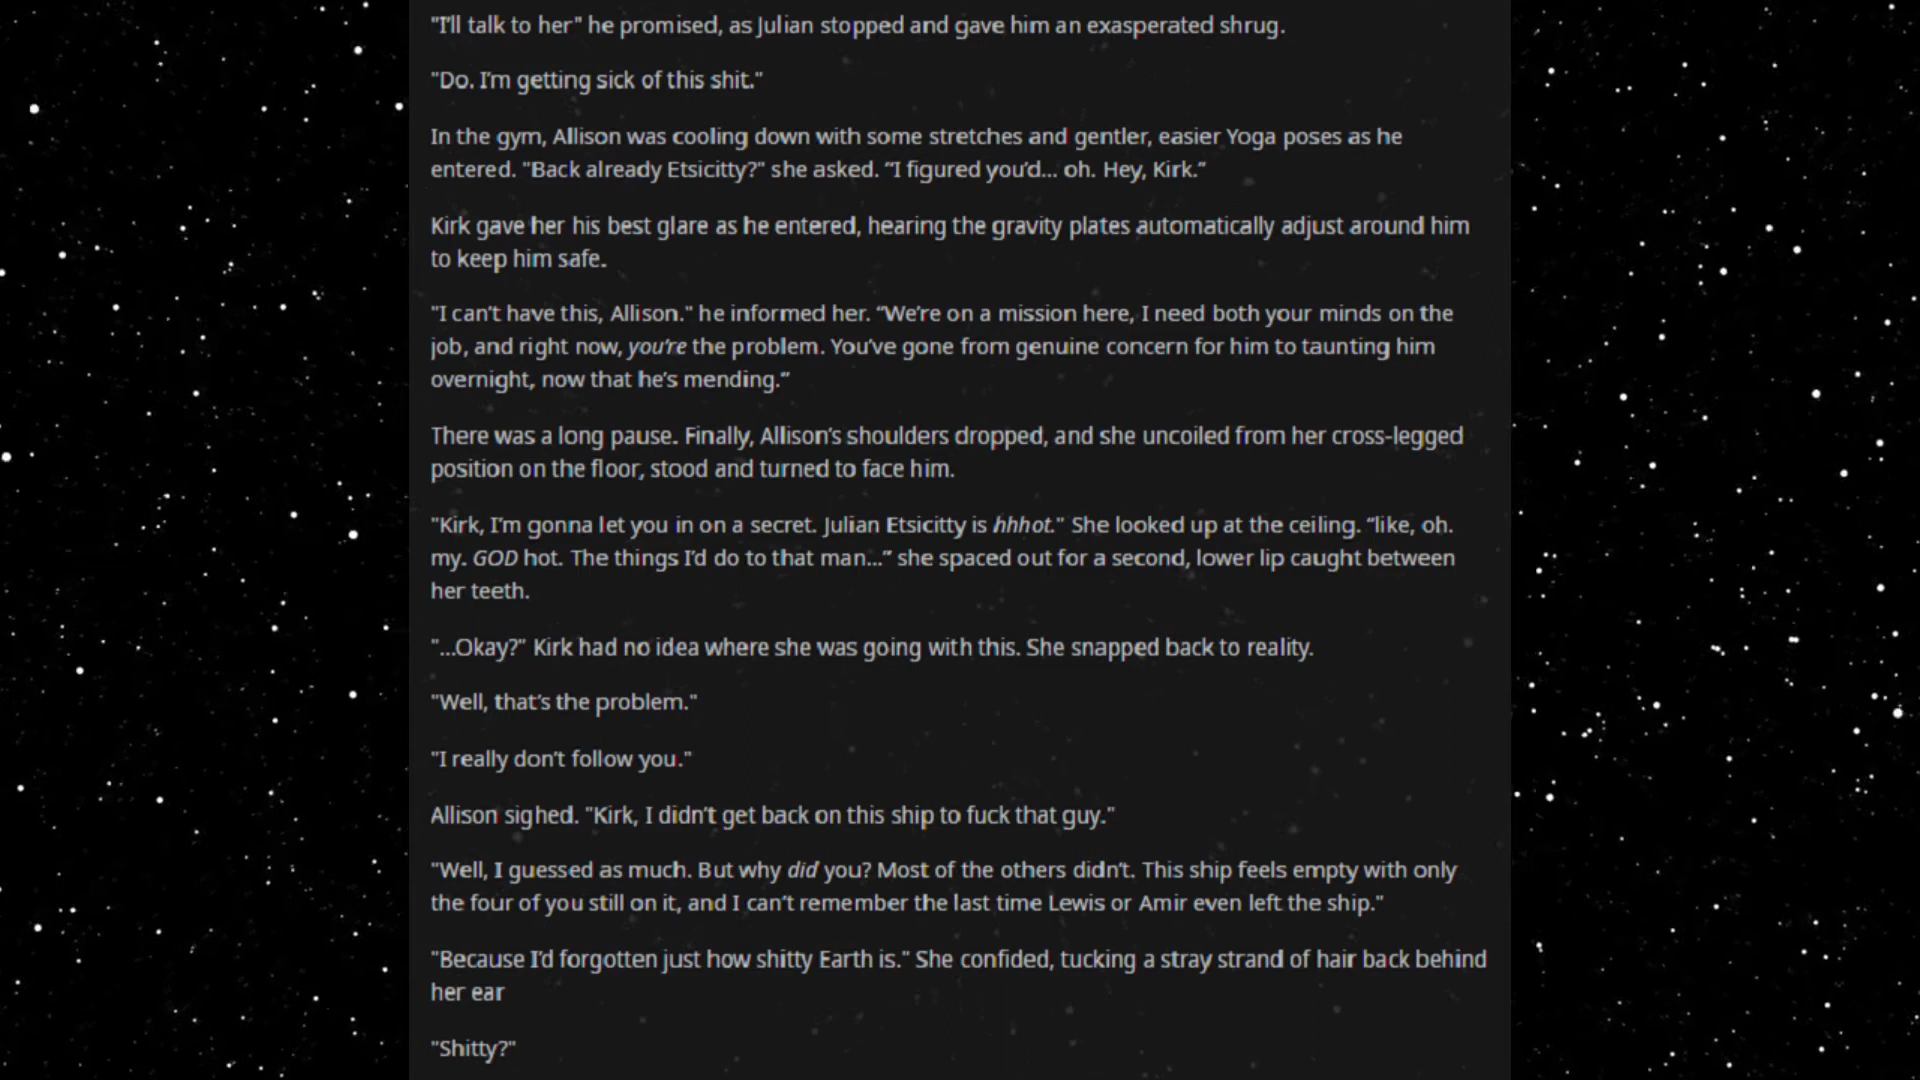 "I'll talk to her" he promised, as Julian stopped and gave him an exasperated shrug.
"Do. I'm getting sick of this shit."
In the gym, Allison was cooling down with some stretches and gentler, easier Yoga poses as he
entered. "Back already Etsicitty?" she asked. “I figured you’d... oh. Hey, Kirk.”
Kirk gave her his best glare as he entered, hearing the gravity plates automatically adjust around him
to keep him safe.
"I can’t have this, Allison." he informed her. “We’re on a mission here, I need both your minds on the
job, and right now, you’re the problem. You’ve gone from genuine concern for him to taunting him
overnight, now that he’s mending.”
There was a long pause. Finally, Allison’s shoulders dropped, and she uncoiled from her cross-legged
position on the floor, stood and turned to face him.
"Kirk, I’m gonna let you in on a secret. Julian Etsicitty is hhhot." She looked up at the ceiling. “like, oh.
my. GOD hot. The things I’d do to that man...” she spaced out for a second, lower lip caught between
her teeth.
"...Okay?" Kirk had no idea where she was going with this. She snapped back to reality.
"Well, that’s the problem."
"I really don’t follow you."
Allison sighed. "Kirk, I didn’t get back on this ship to fuck that guy."
"Well, I guessed as much. But why did you? Most of the others didn’t. This ship feels empty with only
the four of you still on it, and I can’t remember the last time Lewis or Amir even left the ship."
"Because I’d forgotten just how shitty Earth is." She confided, tucking a stray strand of hair back behind
her ear
"Shitty?"